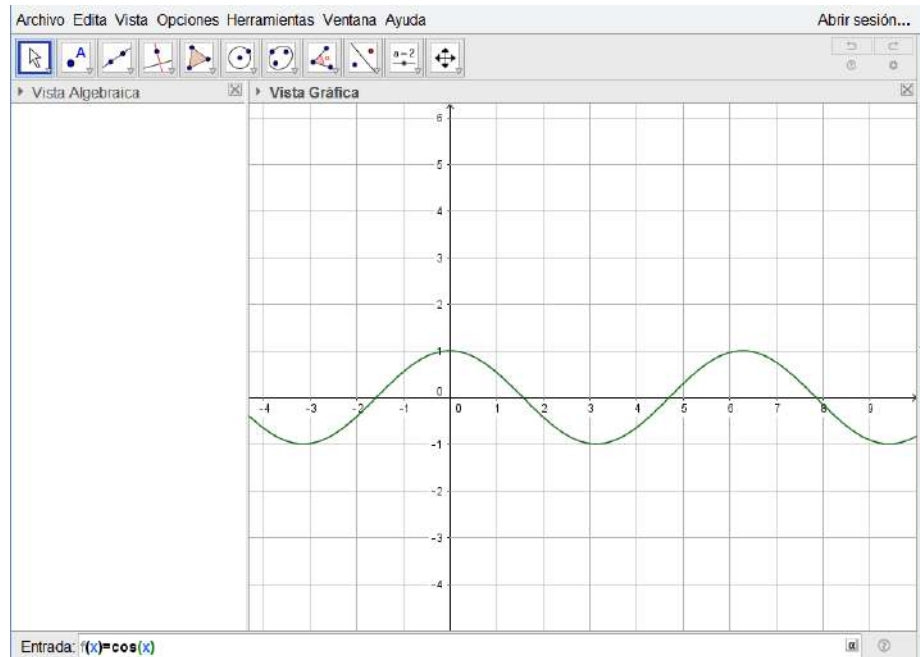 Archivo Edita Vista Opciones Herramientas Ventana Ayuda Abrir sesión...
A a=2
Vista Algebraica Vista Gráfica
6
5
4
3
2
1
0
-4 -3 -2 -1 0 1 2 3 4 5 6 7 8 9
-1
-2
-3
-4
Entrada: f(x)=cos(x) α